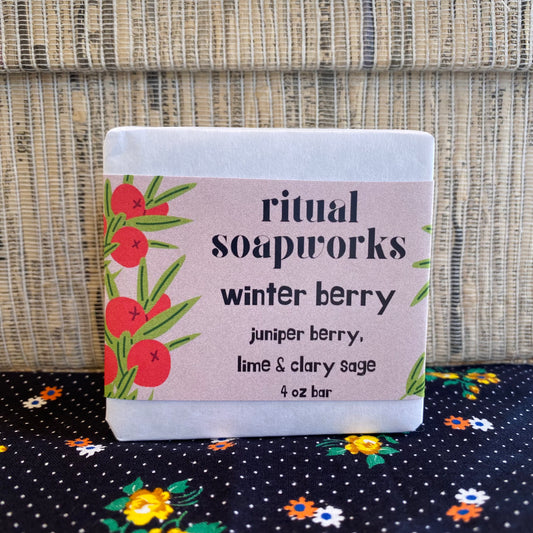 ritual
soapworks
winter berry
juniper berry,
lime & clary sage
4 oz bar